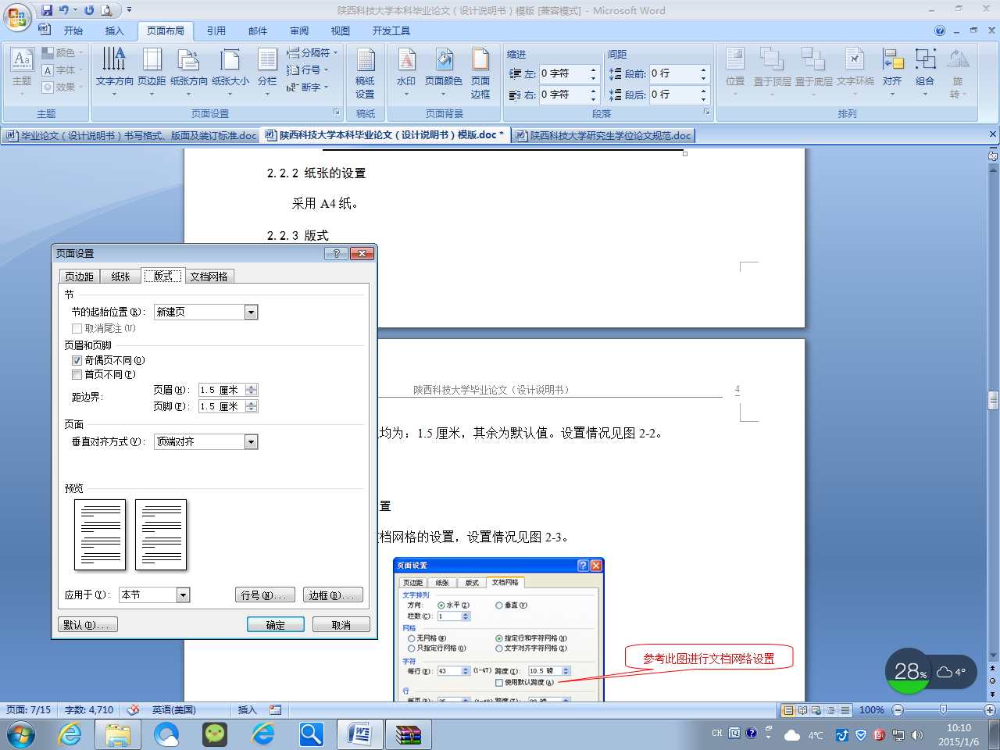 陕西科技大学本科毕业论文（设计说明书）模版 [兼容模式] - Microsoft Word
开始 插入 页面布局 引用 邮件 审阅 视图 开发工具
主题 颜色 字体 效果
文字方向 页边距 纸张方向 纸张大小 分栏 分隔符 行号 断字
稿纸设置
水印 页面颜色 页面边框
缩进 左: 0 字符 右: 0 字符
间距 段前: 0 行 段后: 0 行
位置 置于顶层 置于底层 文字环绕 对齐 组合 旋转
主题 页面设置 稿纸 页面背景 段落 排列
毕业论文（设计说明书）书写格式、版面及装订标准.doc 陕西科技大学本科毕业论文（设计说明书）模版.doc * 陕西科技大学研究生学位论文规范.doc
2.2.2 纸张的设置
采用 A4 纸。
2.2.3 版式
页面设置
页边距 纸张 版式 文档网格
节
节的起始位置(R): 新建页
取消尾注(U)
页眉和页脚
奇偶页不同(O)
首页不同(P)
距边界:
页眉(H): 1.5 厘米
页脚(F): 1.5 厘米
页面
垂直对齐方式(V): 顶端对齐
预览
应用于(Y): 本节 行号(N)... 边框(B)...
默认(D)... 确定 取消
陕西科技大学毕业论文（设计说明书） 4
均为：1.5 厘米，其余为默认值。设置情况见图 2-2。
置
文档网格的设置，设置情况见图 2-3。
页面设置
页边距 纸张 版式 文档网格
文字排列
方向: 水平(Z) 垂直(V)
栏数(C): 1
网格
无网格(N) 指定行和字符网格(H)
只指定行网格(O) 文字对齐字符网格(X)
字符
每行(E): 43 (1-47) 跨度(I): 10.5 磅
使用默认跨度(A)
行
参考此图进行文档网络设置
28% 4°
页面: 7/15 字数: 4,710 英语(美国) 插入 100%
CH 4℃ 10:10
2015/1/6